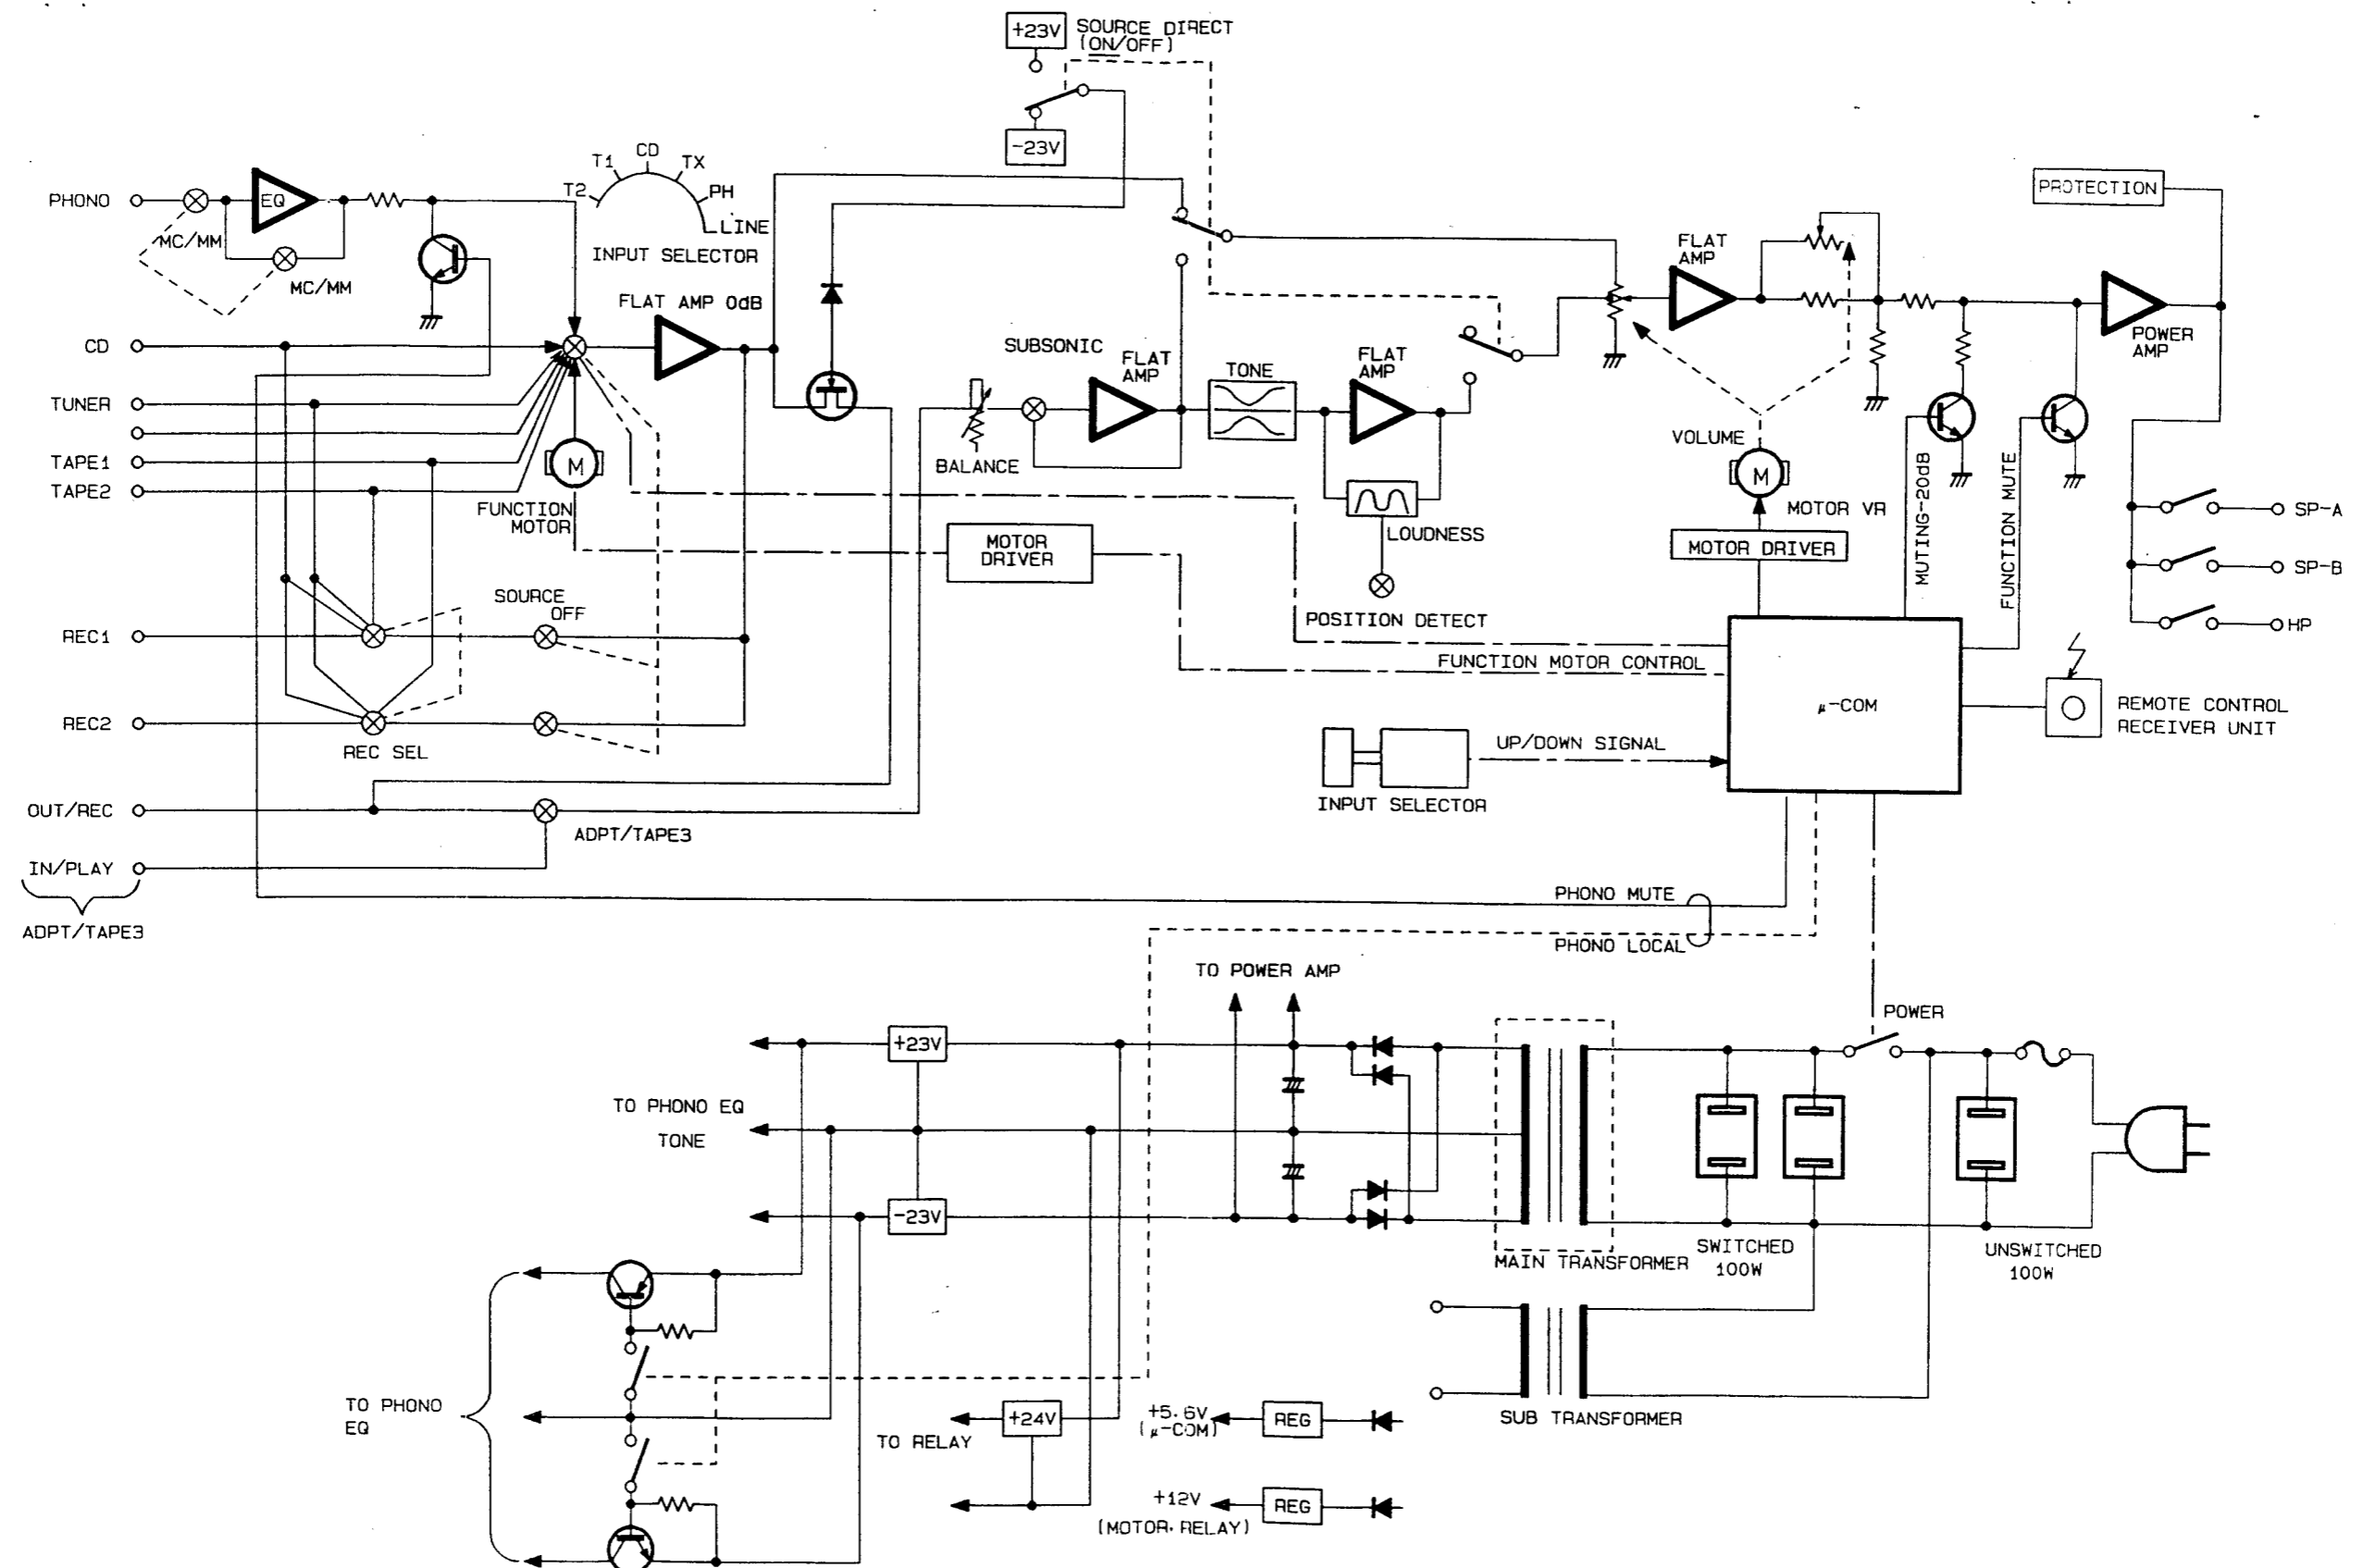 +23V
SOURCE DIRECT
(ON/OFF)
-23V
T2
T1
CD
TX
PH
LINE
INPUT SELECTOR
PHONO
EQ
MC/MM
MC/MM
FLAT AMP 0dB
CD
TUNER
TAPE1
TAPE2
M
FUNCTION
MOTOR
SUBSONIC
FLAT
AMP
TONE
FLAT
AMP
BALANCE
LOUDNESS
FLAT
AMP
PROTECTION
POWER
AMP
VOLUME
M
MOTOR VR
MOTOR DRIVER
MUTING-20dB
FUNCTION MUTE
SP-A
SP-B
HP
MOTOR
DRIVER
POSITION DETECT
FUNCTION MOTOR CONTROL
SOURCE
OFF
REC1
REC2
REC SEL
μ-COM
REMOTE CONTROL
RECEIVER UNIT
UP/DOWN SIGNAL
INPUT SELECTOR
OUT/REC
ADPT/TAPE3
IN/PLAY
ADPT/TAPE3
PHONO MUTE
PHONO LOCAL
TO POWER AMP
POWER
+23V
TO PHONO EQ
TONE
-23V
MAIN TRANSFORMER
SWITCHED
100W
UNSWITCHED
100W
TO PHONO
EQ
+24V
TO RELAY
+5.6V
(μ-COM)
REG
SUB TRANSFORMER
+12V
REG
(MOTOR, RELAY)